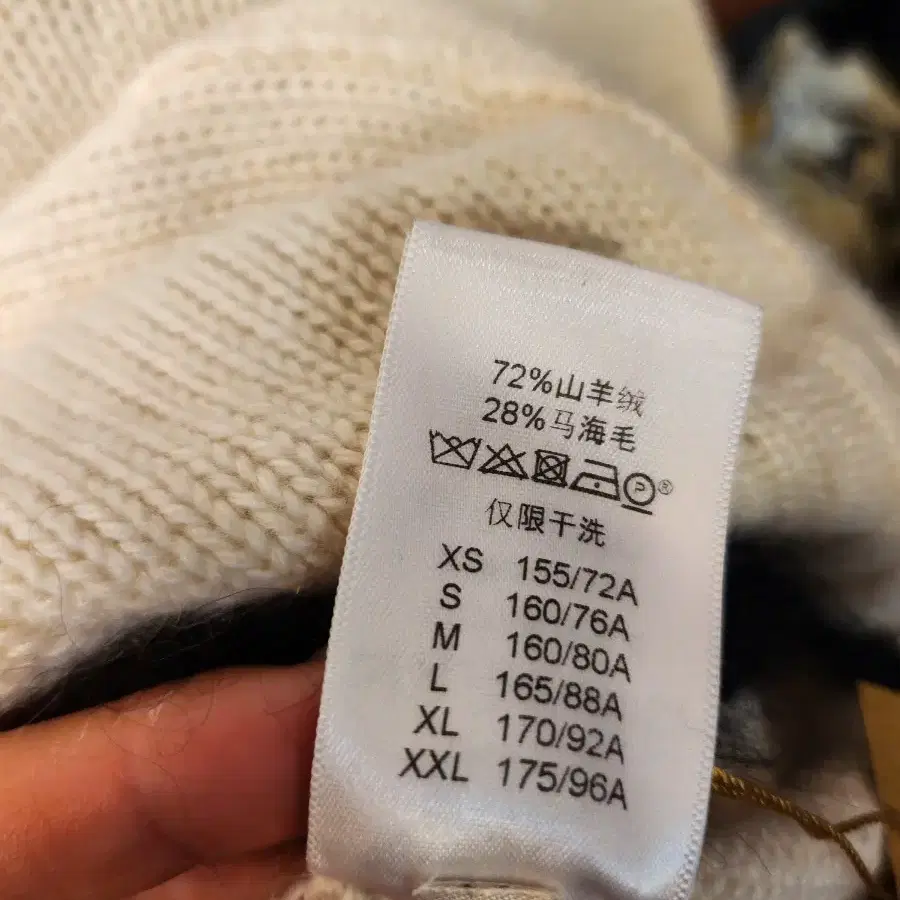 72%山羊绒
28%马海毛
P®
仅限干洗
XS 155/72A
S 160/76A
M 160/80A
L 165/88A
XL 170/92A
XXL 175/96A